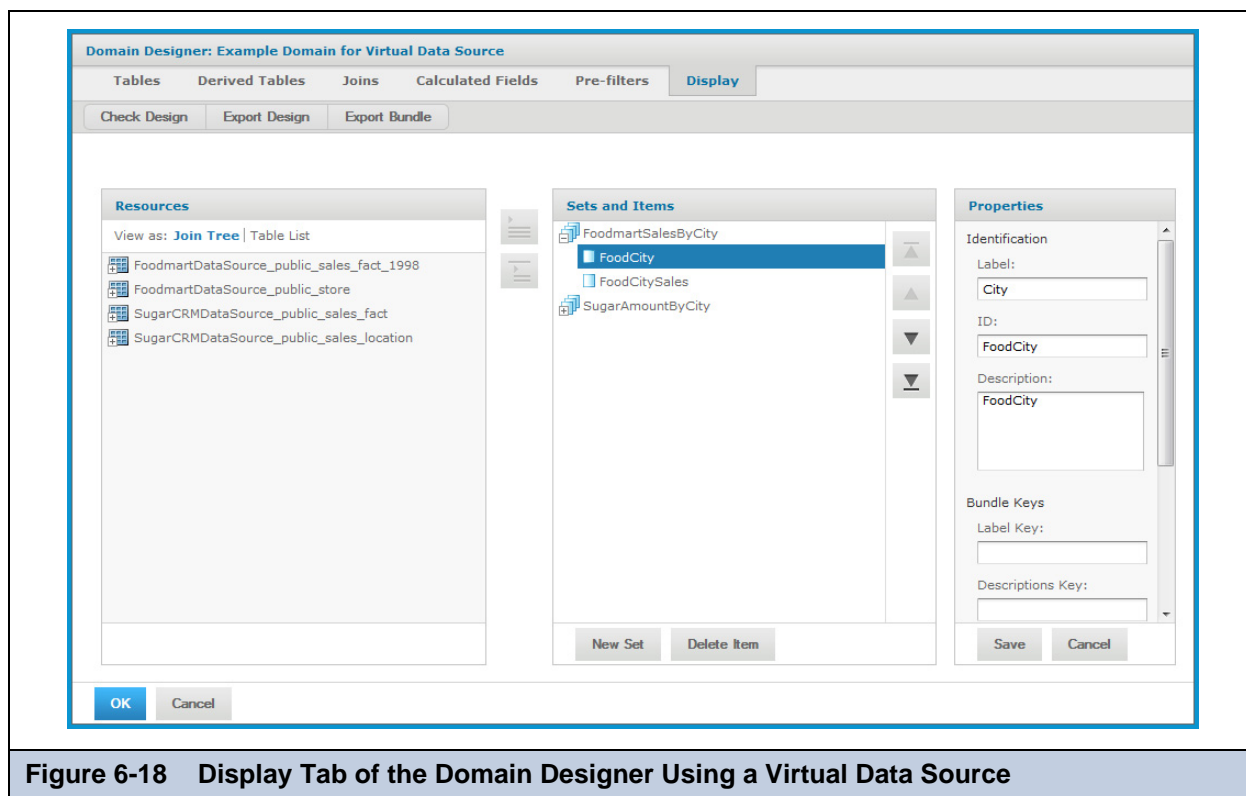 Domain Designer: Example Domain for Virtual Data Source
Tables Derived Tables Joins Calculated Fields Pre-filters Display
Check Design Export Design Export Bundle
Resources
View as: Join Tree | Table List
FoodmartDataSource_public_sales_fact_1998
FoodmartDataSource_public_store
SugarCRMDataSource_public_sales_fact
SugarCRMDataSource_public_sales_location
Sets and Items
FoodmartSalesByCity
FoodCity
FoodCitySales
SugarAmountByCity
New Set Delete Item
Properties
Identification
Label:
City
ID:
FoodCity
Description:
FoodCity
Bundle Keys
Label Key:
Descriptions Key:
Save Cancel
OK Cancel
Figure 6-18 Display Tab of the Domain Designer Using a Virtual Data Source